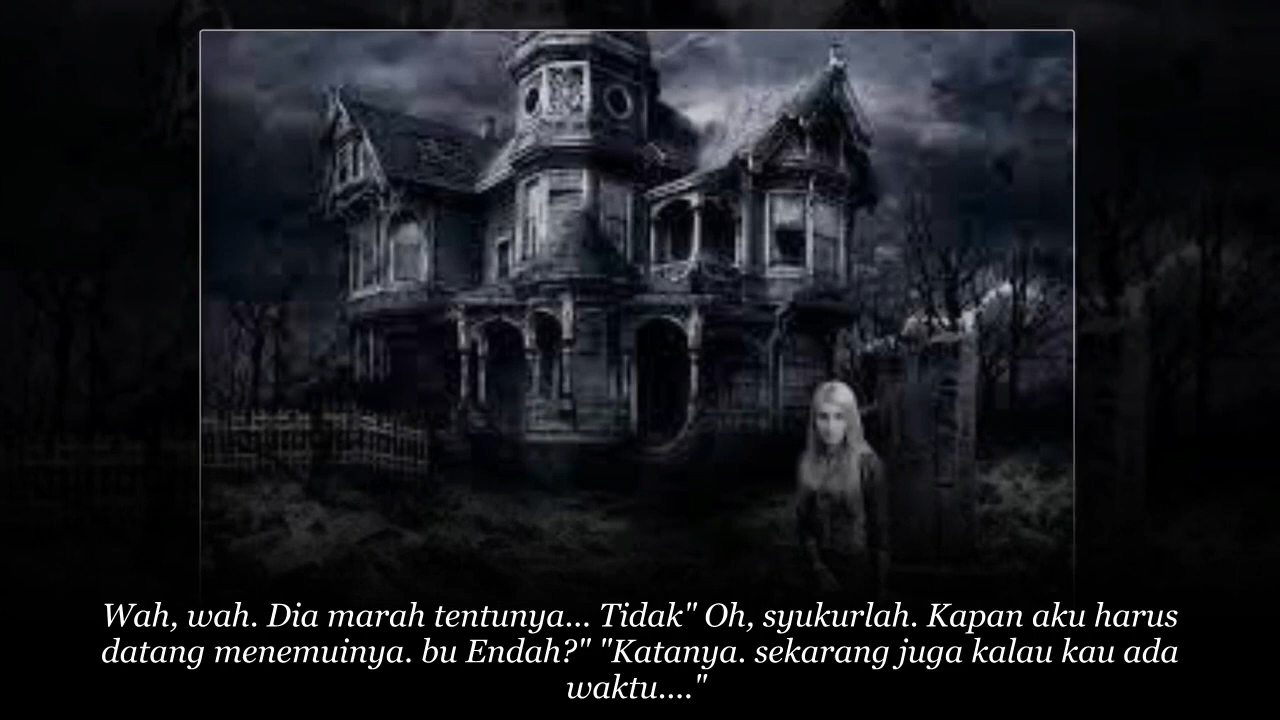 Wah, wah. Dia marah tentunya... Tidak" Oh, syukurlah. Kapan aku harus
datang menemuinya. bu Endah?" "Katanya. sekarang juga kalau kau ada
waktu...."